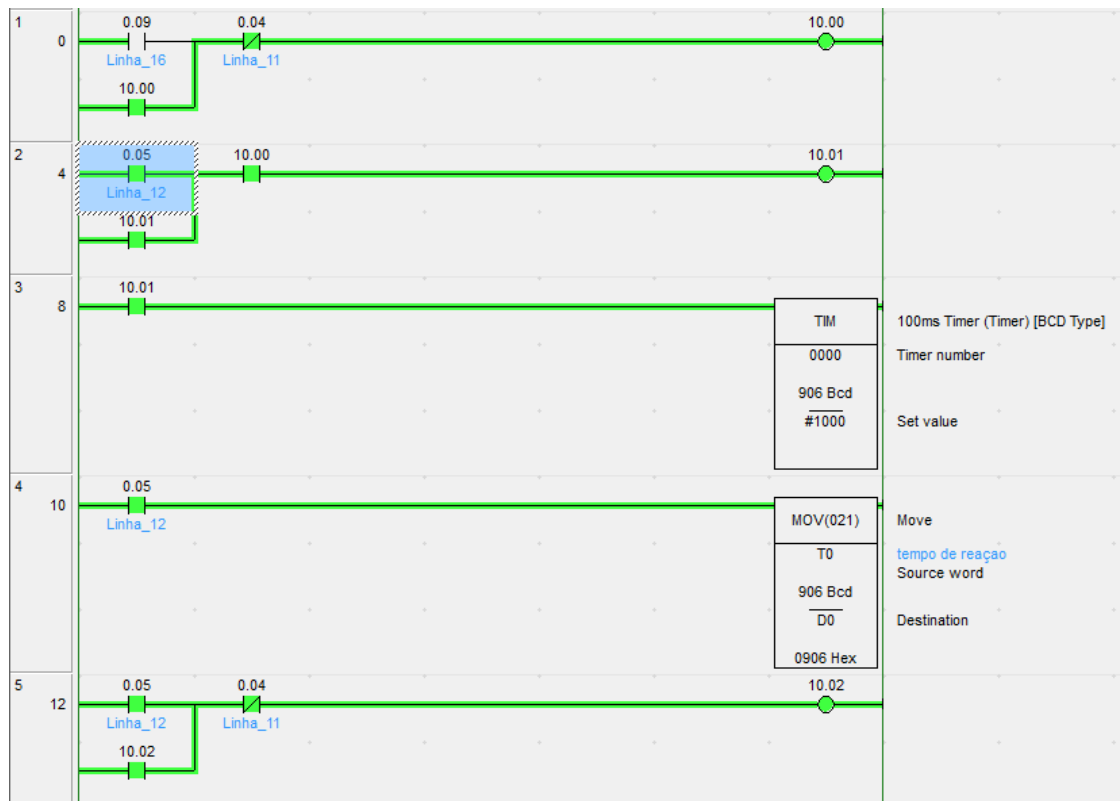 1
0.09 0.04 10.00
0
Linha_16 Linha_11
10.00
2
0.05 10.00 10.01
4
Linha_12
10.01
3
10.01
8
TIM 100ms Timer (Timer) [BCD Type]
0000 Timer number
906 Bcd
#1000 Set value
4
0.05
10
Linha_12
MOV(021) Move
T0 tempo de reaçao
Source word
906 Bcd
D0 Destination
0906 Hex
5
0.05 0.04 10.02
12
Linha_12 Linha_11
10.02